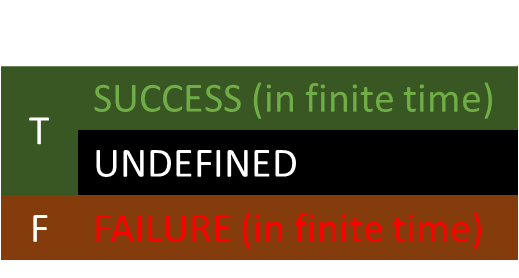 SUCCESS (in finite time)
T
UNDEFINED
F FAILURE (in finite time)